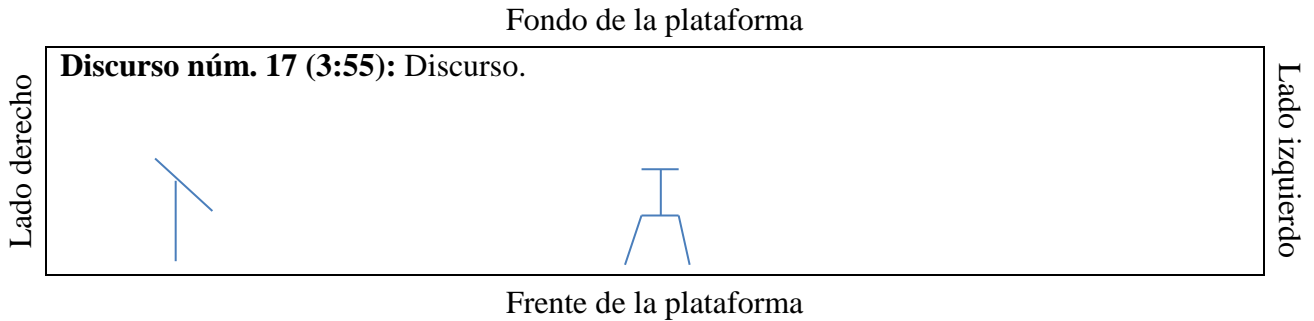 Fondo de la plataforma
Discurso núm. 17 (3:55): Discurso.
Lado derecho
Lado izquierdo
Frente de la plataforma